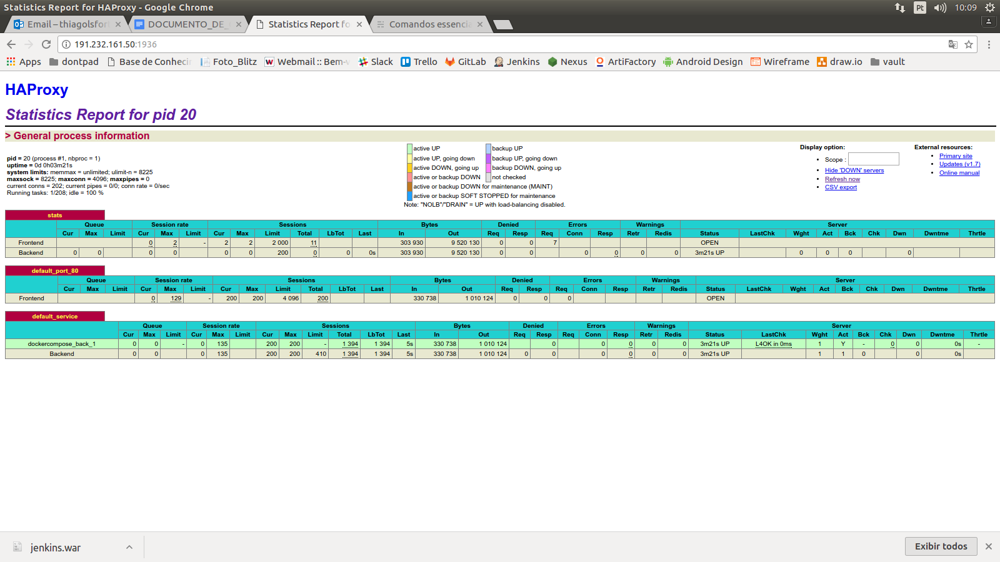 Statistics Report for HAProxy - Google Chrome
Pt
10:09
Email – thiagolsfort
DOCUMENTO_DE_
Statistics Report fo
Comandos essencia
191.232.161.50:1936
Apps
dontpad
Base de Conhecin
Foto_Blitz
Webmail :: Bem-v
Slack
Trello
GitLab
Jenkins
Nexus
ArtiFactory
Android Design
Wireframe
draw.io
vault
HAProxy
Statistics Report for pid 20
> General process information
pid = 20 (process #1, nbproc = 1)
uptime = 0d 0h03m21s
system limits: memmax = unlimited; ulimit-n = 8225
maxsock = 8225; maxconn = 4096; maxpipes = 0
current conns = 202; current pipes = 0/0; conn rate = 0/sec
Running tasks: 1/208; idle = 100 %
active UP
backup UP
active UP, going down
backup UP, going down
active DOWN, going up
backup DOWN, going up
active or backup DOWN
not checked
active or backup DOWN for maintenance (MAINT)
active or backup SOFT STOPPED for maintenance
Note: "NOLB"/"DRAIN" = UP with load-balancing disabled.
Display option:
• Scope :
• Hide 'DOWN' servers
• Refresh now
• CSV export
External resources:
• Primary site
• Updates (v1.7)
• Online manual
stats
Queue Session rate Sessions Bytes Denied Errors Warnings Server
Cur Max Limit Cur Max Limit Cur Max Limit Total LbTot Last In Out Req Resp Req Conn Resp Retr Redis Status LastChk Wght Act Bck Chk Dwn Dwntme Thrtle
Frontend 0 2 - 2 2 2 000 11 303 930 9 520 130 0 0 7 OPEN
Backend 0 0 0 0 0 0 200 0 0 0s 303 930 9 520 130 0 0 0 0 0 0 3m21s UP 0 0 0 0
default_port_80
Queue Session rate Sessions Bytes Denied Errors Warnings Server
Cur Max Limit Cur Max Limit Cur Max Limit Total LbTot Last In Out Req Resp Req Conn Resp Retr Redis Status LastChk Wght Act Bck Chk Dwn Dwntme Thrtle
Frontend 0 129 - 200 200 4 096 200 330 738 1 010 124 0 0 0 OPEN
default_service
Queue Session rate Sessions Bytes Denied Errors Warnings Server
Cur Max Limit Cur Max Limit Cur Max Limit Total LbTot Last In Out Req Resp Req Conn Resp Retr Redis Status LastChk Wght Act Bck Chk Dwn Dwntme Thrtle
dockercompose_back_1 0 0 - 0 135 200 200 - 1 394 1 394 5s 330 738 1 010 124 0 0 0 0 0 3m21s UP L4OK in 0ms 1 Y - 0 0 0s -
Backend 0 0 0 135 200 200 410 1 394 1 394 5s 330 738 1 010 124 0 0 0 0 0 0 3m21s UP 1 1 0 0 0s
jenkins.war
Exibir todos